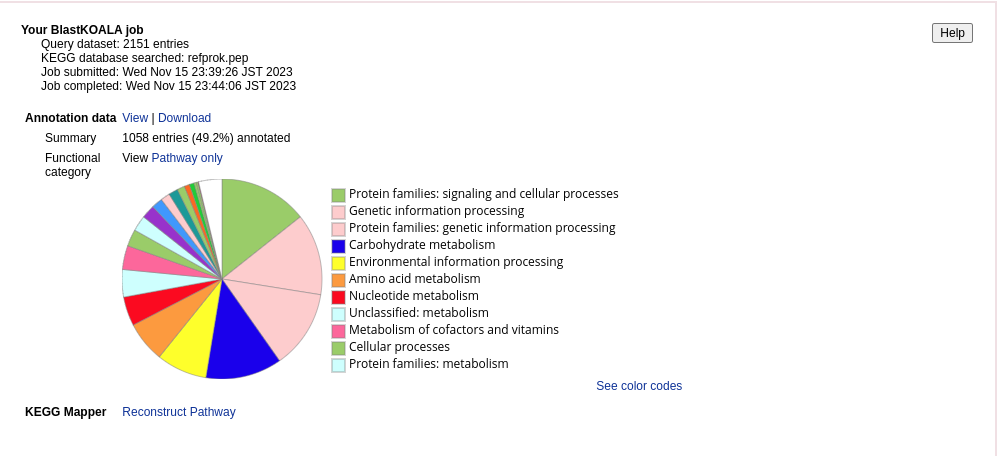 Your BlastKOALA job
Help
Query dataset: 2151 entries
KEGG database searched: refprok.pep
Job submitted: Wed Nov 15 23:39:26 JST 2023
Job completed: Wed Nov 15 23:44:06 JST 2023
Annotation data View | Download
Summary 1058 entries (49.2%) annotated
Functional category View Pathway only
Protein families: signaling and cellular processes
Genetic information processing
Protein families: genetic information processing
Carbohydrate metabolism
Environmental information processing
Amino acid metabolism
Nucleotide metabolism
Unclassified: metabolism
Metabolism of cofactors and vitamins
Cellular processes
Protein families: metabolism
See color codes
KEGG Mapper Reconstruct Pathway